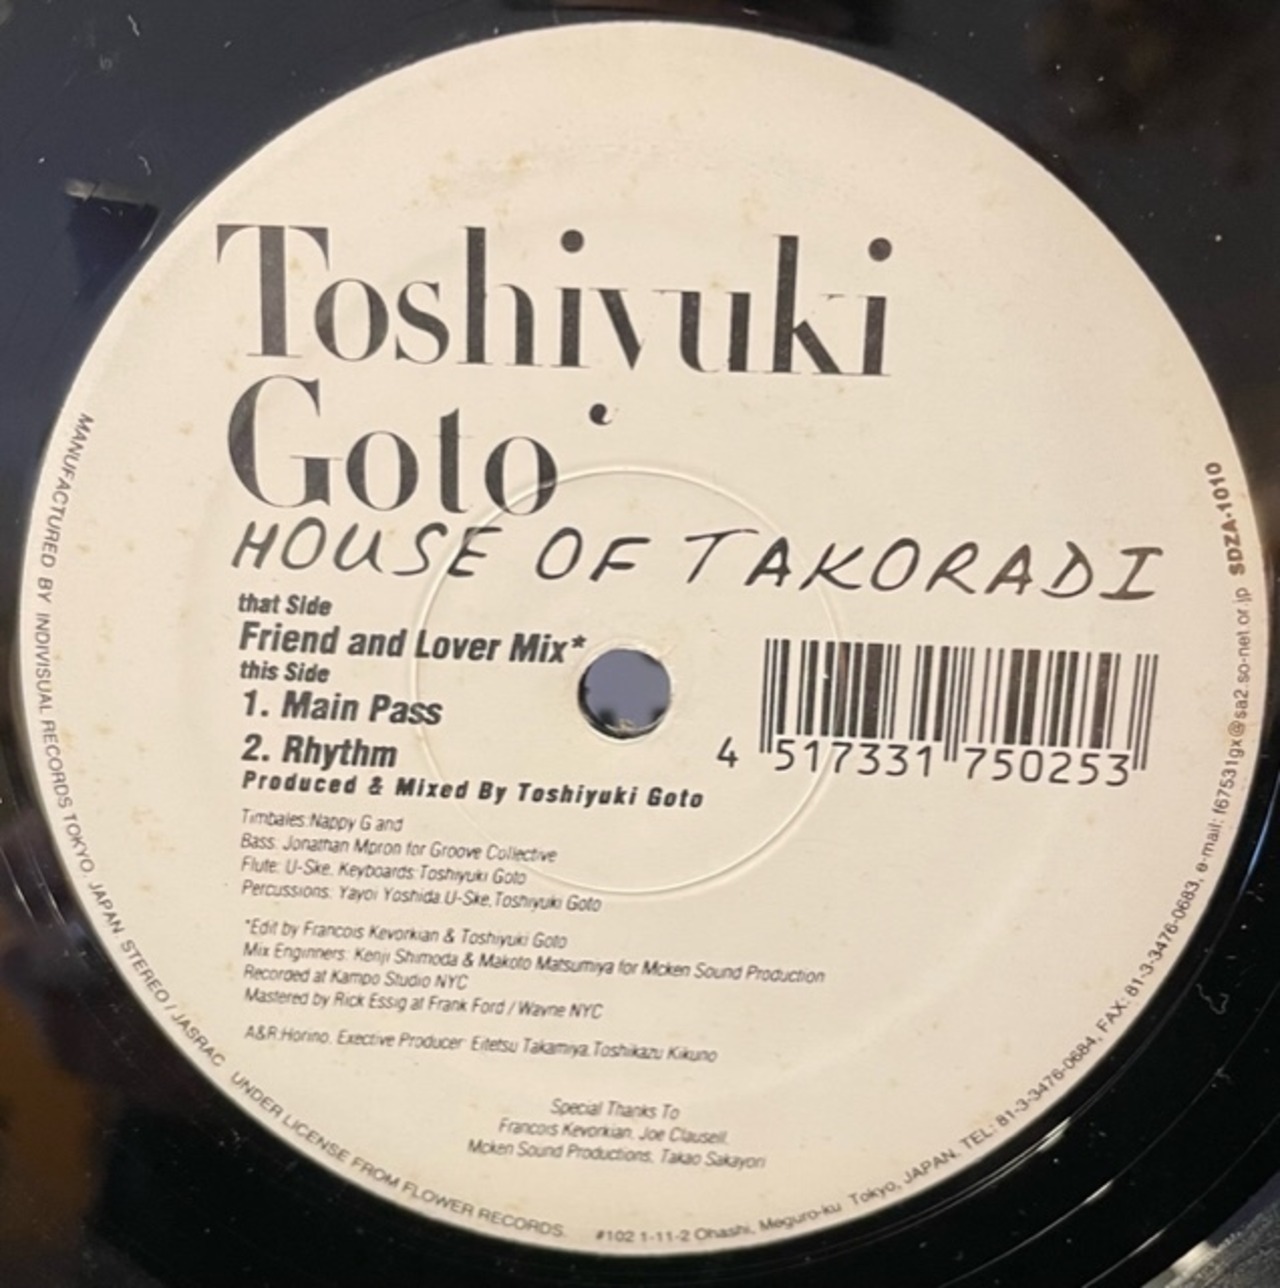 Toshiyuki
Goto
HOUSE OF TAKORADI
that Side
Friend and Lover Mix*
this Side
1. Main Pass
2. Rhythm
Produced & Mixed By Toshiyuki Goto
4 517331 750253
Timbales:Nappy G and
Bass: Jonathan Mpron for Groove Collective
Flute: U-Ske, Keyboards:Toshiyuki Goto
Percussions: Yayoi Yoshida.U-Ske,Toshiyuki Goto
*Edit by Francois Kevorkian & Toshiyuki Goto
Mix Enginners: Kenji Shimoda & Makoto Matsumiya for Mcken Sound Production
Recorded at Kampo Studio NYC
Mastered by Rick Essig at Frank Ford / Wayne NYC
A&R:Horino, Exective Producer: Eitetsu Takamiya,Toshikazu Kikuno
Special Thanks To
Francois Kevorkian, Joe Clausell,
Mcken Sound Productions, Takao Sakayori
MANUFACTURED BY INDIVISUAL RECORDS TOKYO, JAPAN. STEREO / JASRAC UNDER LICENSE FROM FLOWER RECORDS. #102 1-11-2 Ohashi, Meguro-ku Tokyo, JAPAN. TEL: 81-3-3476-0684, FAX: 81-3-3476-0683, e-mail: f67531gx@sa2.so-net.or.jp SDZA-1010